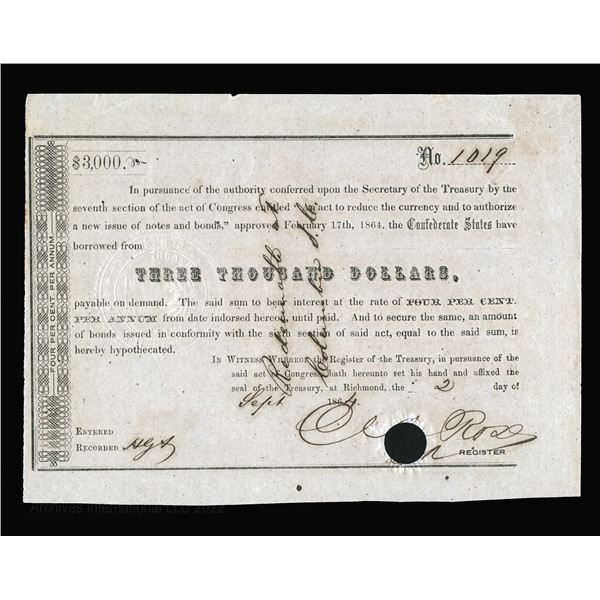 $3,000.
No. 1019
In pursuance of the authority conferred upon the Secretary of the Treasury by the
seventh section of the act of Congress entitled "An act to reduce the currency and to authorize
a new issue of notes and bonds," approved February 17th, 1864, the Confederate States have
borrowed from
THREE THOUSAND DOLLARS,
payable on demand. The said sum to bear interest at the rate of FOUR PER CENT.
PER ANNUM from date indorsed hereon, until paid. And to secure the same, an amount
of bonds issued in conformity with the sixth section of said act, equal to the said sum, is
hereby hypothecated.
In Witness Whereof the Register of the Treasury, in pursuance of the
said act of Congress, hath hereunto set his hand and affixed the
seal of the Treasury, at Richmond, the 2 day of
Sept. 1864
Rose
REGISTER
Entered
Recorded
FOUR PER CENT. PER ANNUM.
Redeemable at
Columbia S.C.
Archives International LLC 2022